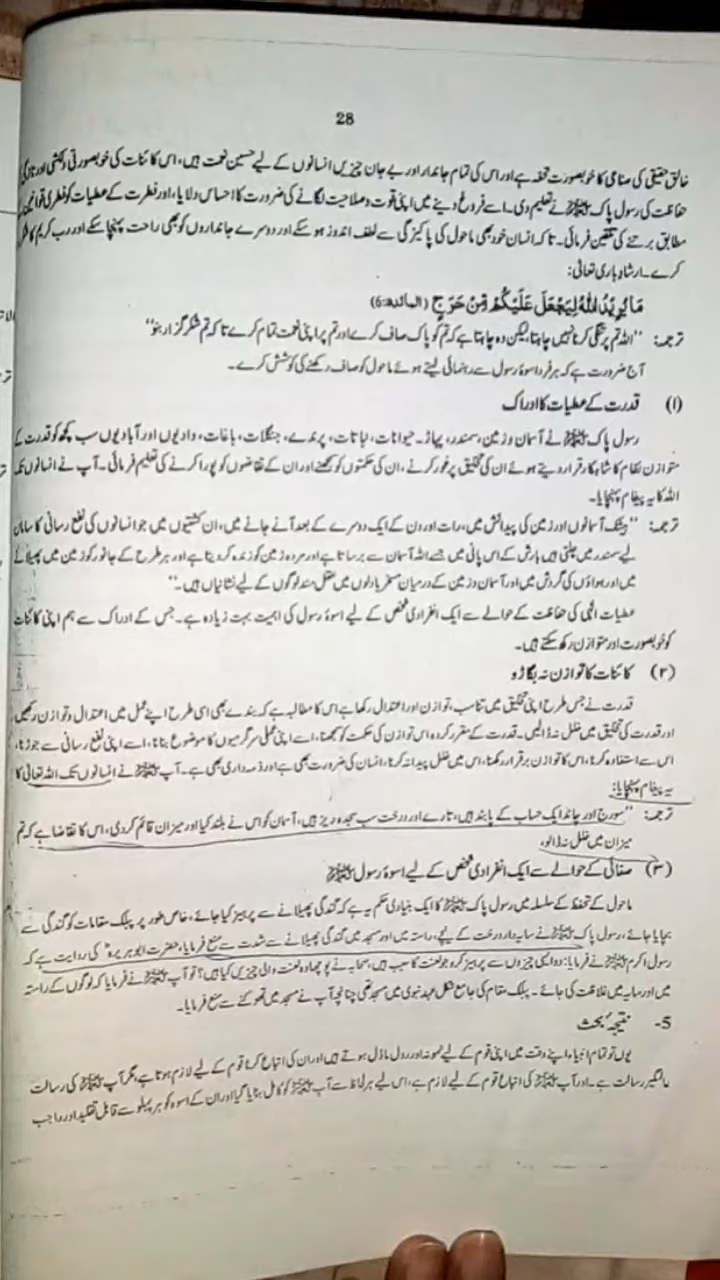 28
خالق حقیقی کی صناعی کا خوبصورت تحفہ ہے اور اس کی تمام جاندار اور بے جان چیزیں انسانوں کے لیے حسین نعمت ہیں، اس کائنات کی خوبصورتی و دلکشی اور
حفاظت کی رسول پاک ﷺ نے تعلیم دی۔ اسے فروغ دینے میں اپنی قوت و صلاحیت لگانے کی ضرورت کا احساس دلایا، اور فطرت کے عطیات کو فطری
مطابق برتنے کی تلقین فرمائی۔ تاکہ انسان خود بھی ماحول کی پاکیزگی سے لطف اندوز ہو سکے اور دوسرے جانداروں کو بھی راحت پہنچا سکے اور رب کریم کا شکر
کرے۔ ارشاد باری تعالیٰ:
مَا يُرِيدُ اللَّهُ لِيَجْعَلَ عَلَيْكُمْ مِّنْ حَرَجٍ (المائدہ:6)
ترجمہ: "اللہ تم پر تنگی کرنا نہیں چاہتا لیکن وہ چاہتا ہے کہ تم کو پاک صاف کرے اور تم پر اپنی نعمت تمام کرے تاکہ تم شکر گزار بنو"
آج ضرورت ہے کہ ہر فرد اسوۂ رسول سے رہنمائی لیتے ہوئے ماحول کو صاف رکھنے کی کوشش کرے۔
(۱) قدرت کے عطیات کا ادراک
رسول پاک ﷺ نے آسمان و زمین، سمندر، پہاڑ۔ حیوانات، نباتات، پرندے، جنگلات، باغات، وادیوں اور آبادیوں سب کچھ کو قدرت کے
متوازن نظام کا شاہکار قرار دیتے ہوئے ان کی تخلیق پر غور کرنے، ان کی حکمتوں کو سمجھنے اور ان کے تقاضوں کو پورا کرنے کی تعلیم فرمائی۔ آپ نے انسانوں تک
اللہ کا یہ پیغام پہنچایا۔
ترجمہ: "بیشک آسمانوں اور زمین کی پیدائش میں، رات اور دن کے ایک دوسرے کے بعد آنے جانے میں، ان کشتیوں میں جو انسانوں کی نفع رسانی کا سامان
لیے سمندر میں چلتی ہیں بارش کے اس پانی میں جسے اللہ آسمان سے برساتا ہے اور مردہ زمین کو زندہ کر دیتا ہے اور ہر طرح کے جانور کو زمین میں پھیلانے
میں اور ہواؤں کی گردش میں اور آسمان و زمین کے درمیان مسخر بادلوں میں عقل مند لوگوں کے لیے نشانیاں ہیں۔"
عطیات الٰہی کی حفاظت کے حوالے سے ایک انفرادی شخص کے لیے اسوۂ رسول کی اہمیت بہت زیادہ ہے۔ جس کے ادراک سے ہم اپنی کائنات
کو خوبصورت اور متوازن رکھ سکتے ہیں۔
(۲) کائنات کا توازن نہ بگاڑو
قدرت نے جس طرح اپنی تخلیق میں تناسب، توازن اور اعتدال رکھا ہے اس کا مطالبہ ہے کہ بندے بھی اسی طرح اپنے عمل میں اعتدال و توازن رکھیں
اور قدرت کی تخلیق میں خلل نہ ڈالیں۔ قدرت کے مقرر کردہ اس توازن کی حکمت کو سمجھنا، اسے اپنی عملی سرگرمیوں کا موضوع بنانا، اسے اپنی نفع رسانی سے جوڑنا،
اس سے استفادہ کرنا، اس کا توازن برقرار رکھنا، اس میں خلل پیدا نہ کرنا، انسان کی ضرورت بھی ہے اور ذمہ داری بھی ہے۔ آپ ﷺ نے انسانوں تک اللہ تعالیٰ کا
یہ پیغام پہنچایا:
ترجمہ: "سورج اور چاند ایک حساب کے پابند ہیں، تارے اور درخت سب سجدہ ریز ہیں، آسمان کو اس نے بلند کیا اور میزان قائم کر دی، اس کا تقاضا ہے کہ تم
میزان میں خلل نہ ڈالو،
(۳) صفائی کے حوالے سے ایک انفرادی شخص کے لیے اسوۂ رسول ﷺ
ماحول کے تحفظ کے سلسلہ میں رسول پاک ﷺ کا ایک بنیادی حکم یہ ہے کہ گندگی پھیلانے سے پرہیز کیا جائے، خاص طور پر پبلک مقامات کو گندگی سے
بچایا جائے، رسول پاک ﷺ نے سایہ دار درخت کے نیچے، راستہ میں اور مسجد میں گندگی پھیلانے سے شدت سے منع فرمایا، حضرت ابو ہریرہؓ کی روایت ہے کہ
رسول اکرم ﷺ نے فرمایا: دو ایسی چیزوں سے پرہیز کرو جو لعنت کا سبب ہیں، صحابہ نے پوچھا وہ لعنت والی چیزیں کیا ہیں؟ تو آپ ﷺ نے فرمایا کہ لوگوں کے راستہ
میں اور سایہ میں غلاظت کی جائے۔ پبلک مقام کی جامع شکل عہد نبوی میں مسجد تھی چنانچہ آپ نے مسجد میں تھوکنے سے منع فرمایا۔
5- نتیجۂ بحث
یوں تو تمام انبیاء، اپنے وقت میں اپنی قوم کے لیے نمونہ اور رول ماڈل ہوتے ہیں اور ان کی اتباع کرنا قوم کے لیے لازم ہوتا ہے، مگر آپ ﷺ کی رسالت
عالمگیر رسالت ہے۔ اور آپ ﷺ کی اتباع قوم کے لیے لازم ہے، اس لیے ہر لحاظ سے آپ ﷺ کو کامل بنایا گیا اور ان کے اسوہ کو ہر پہلو سے قابل تقلید اور واجب